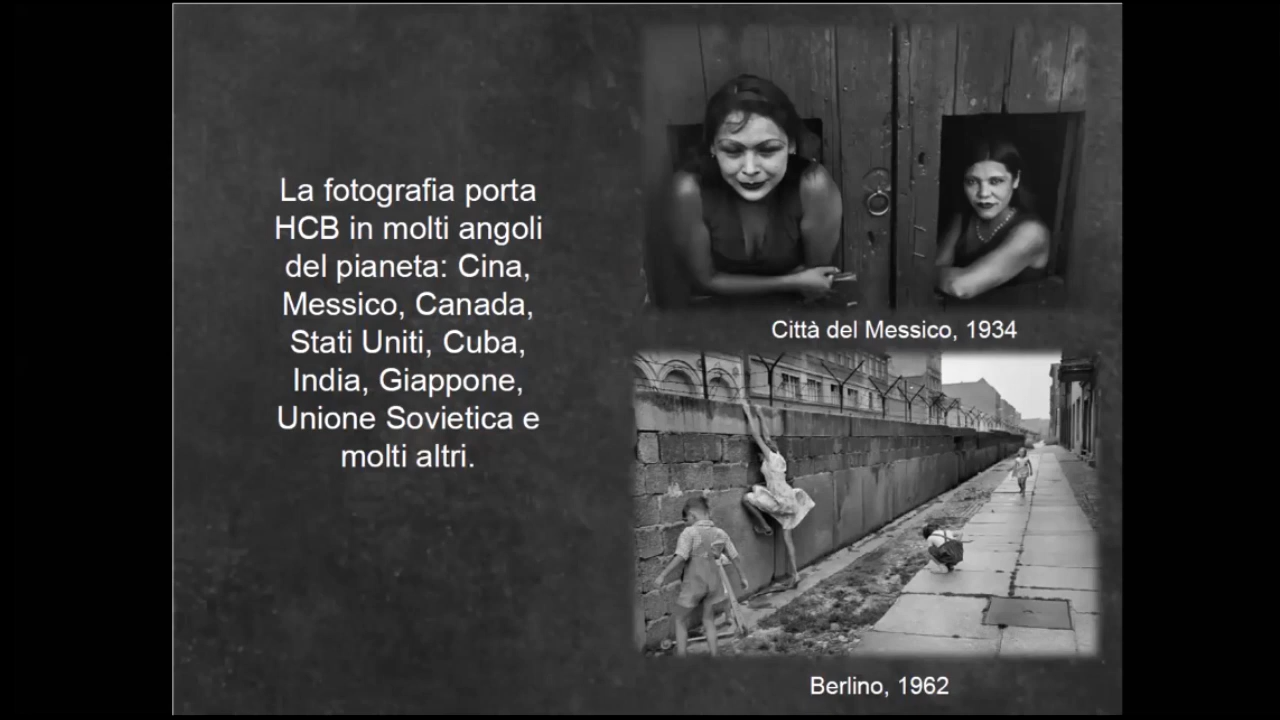 La fotografia porta
HCB in molti angoli
del pianeta: Cina,
Messico, Canada,
Stati Uniti, Cuba,
India, Giappone,
Unione Sovietica e
molti altri.
Città del Messico, 1934
Berlino, 1962